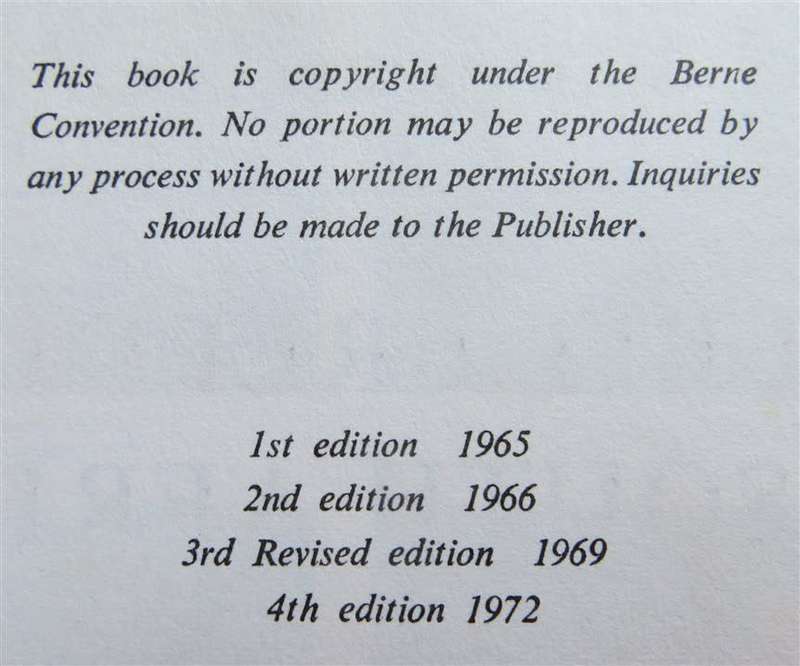 This book is copyright under the Berne
Convention. No portion may be reproduced by
any process without written permission. Inquiries
should be made to the Publisher.
1st edition 1965
2nd edition 1966
3rd Revised edition 1969
4th edition 1972